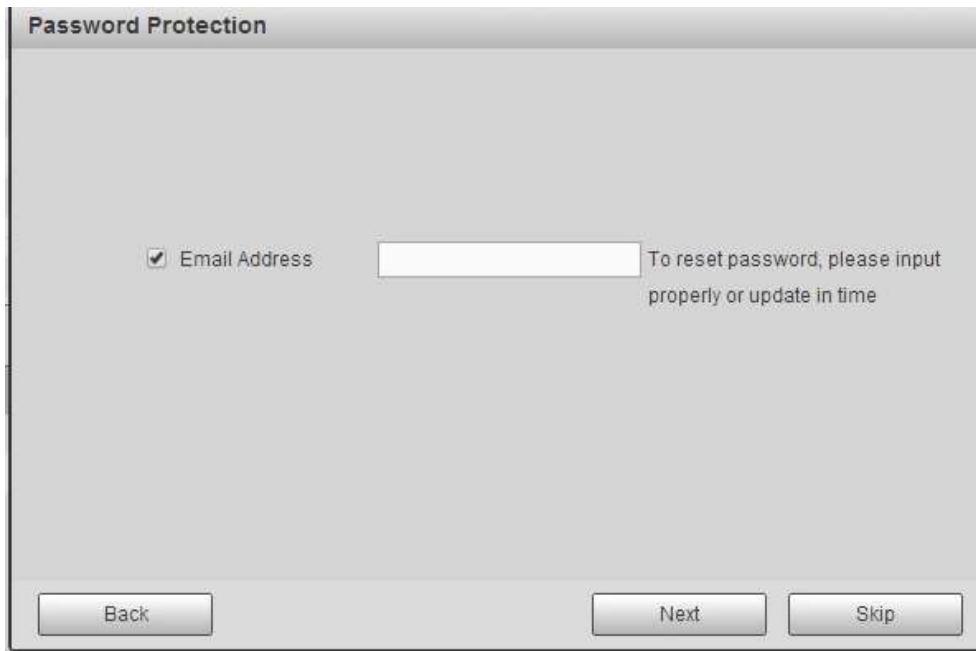 Password Protection
Email Address
To reset password, please input
properly or update in time
Back
Next
Skip